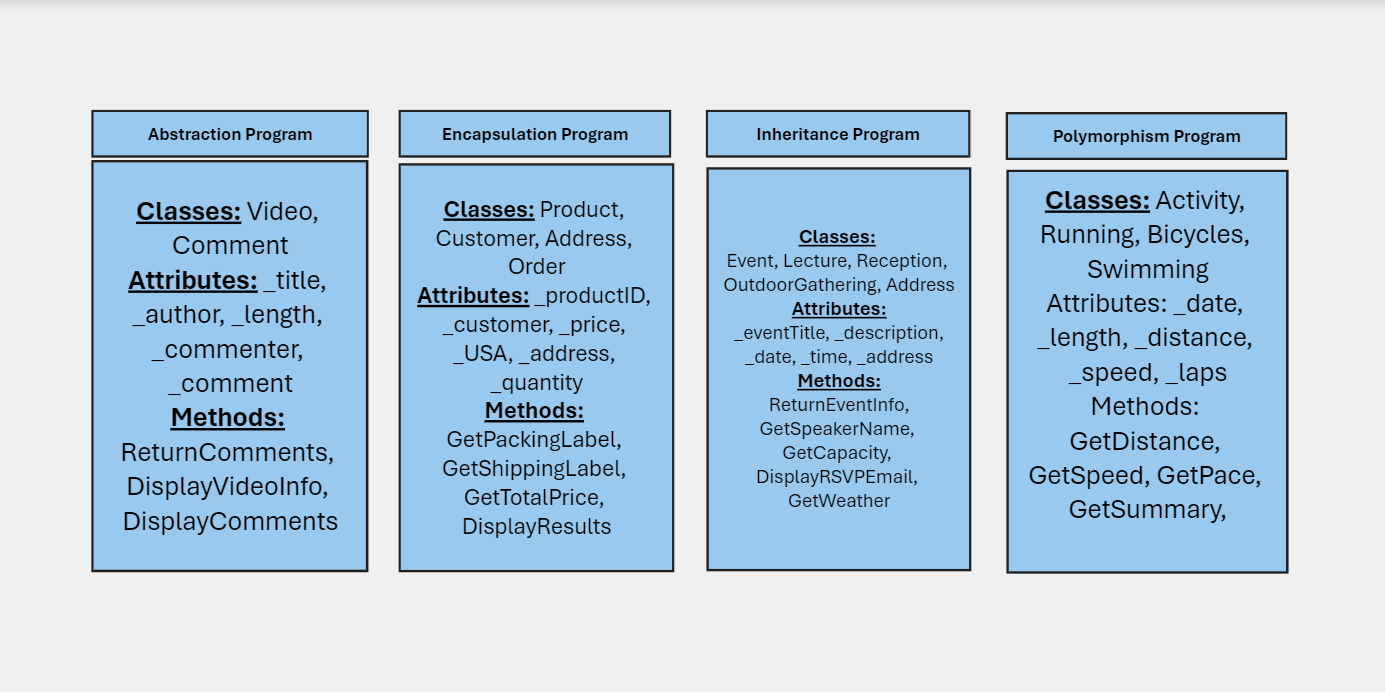 Abstraction Program
Classes: Video,
Comment
Attributes: _title,
_author, _length,
_commenter,
_comment
Methods:
ReturnComments,
DisplayVideoInfo,
DisplayComments
Encapsulation Program
Classes: Product,
Customer, Address,
Order
Attributes: _productID,
_customer, _price,
_USA, _address,
_quantity
Methods:
GetPackingLabel,
GetShippingLabel,
GetTotalPrice,
DisplayResults
Inheritance Program
Classes:
Event, Lecture, Reception,
OutdoorGathering, Address
Attributes:
_eventTitle, _description,
_date, _time, _address
Methods:
ReturnEventInfo,
GetSpeakerName,
GetCapacity,
DisplayRSVPEmail,
GetWeather
Polymorphism Program
Classes: Activity,
Running, Bicycles,
Swimming
Attributes: _date,
_length, _distance,
_speed, _laps
Methods:
GetDistance,
GetSpeed, GetPace,
GetSummary,